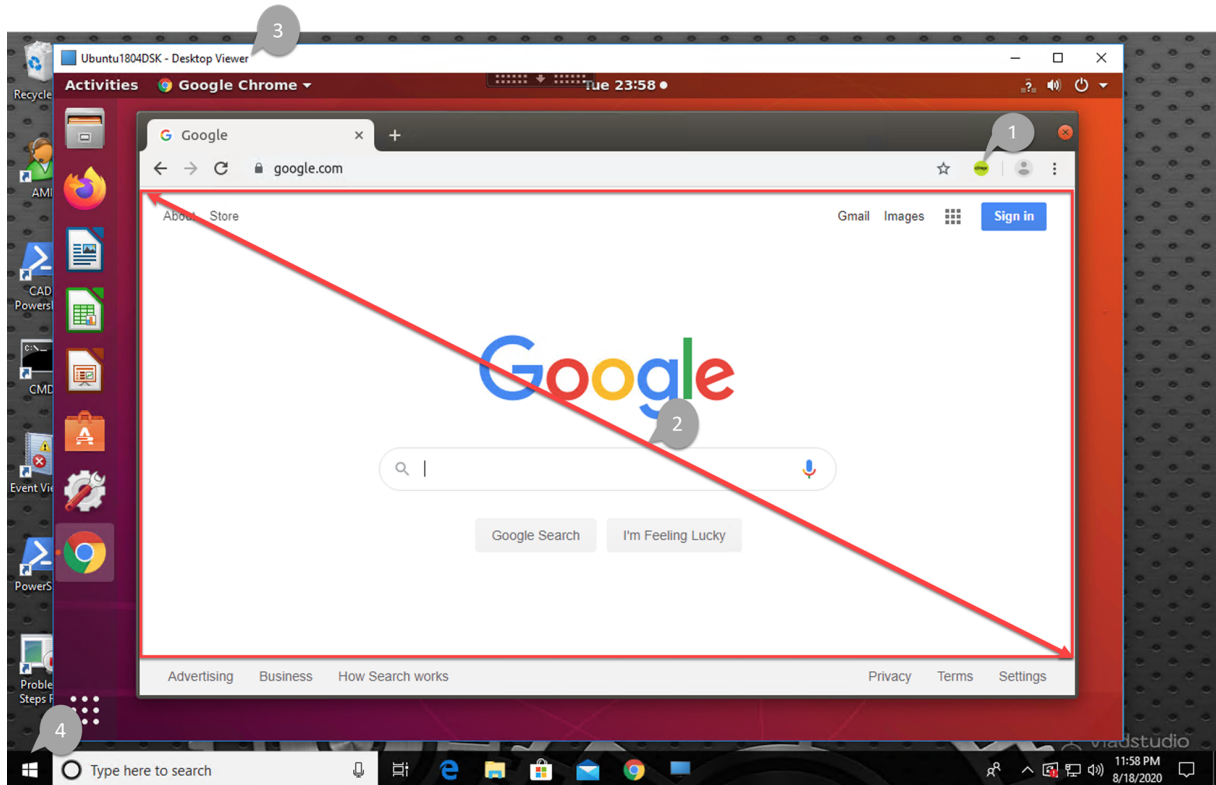 3
Ubuntu1804DSK - Desktop Viewer
Recycle
Activities Google Chrome Tue 23:58
1
Google
google.com
AMI
About Store Gmail Images Sign in
CAD
Powersl
Google
CMD
2
Google Search I'm Feeling Lucky
Event Vie
PowerS
Advertising Business How Search works Privacy Terms Settings
Proble
Steps R
4
vladstudio
Type here to search
11:58 PM
8/18/2020